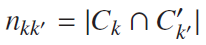 n_{kk'} = |C_k ∩ C'_{k'}|